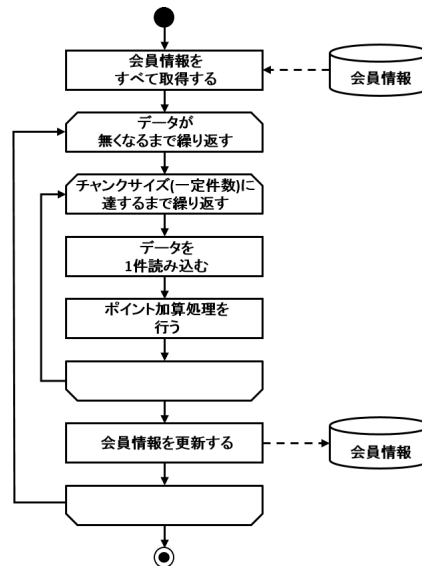 会員情報を
すべて取得する
会員情報
データが
無くなるまで繰り返す
チャンクサイズ(一定件数)に
達するまで繰り返す
データを
1件読み込む
ポイント加算処理を
行う
会員情報を更新する
会員情報